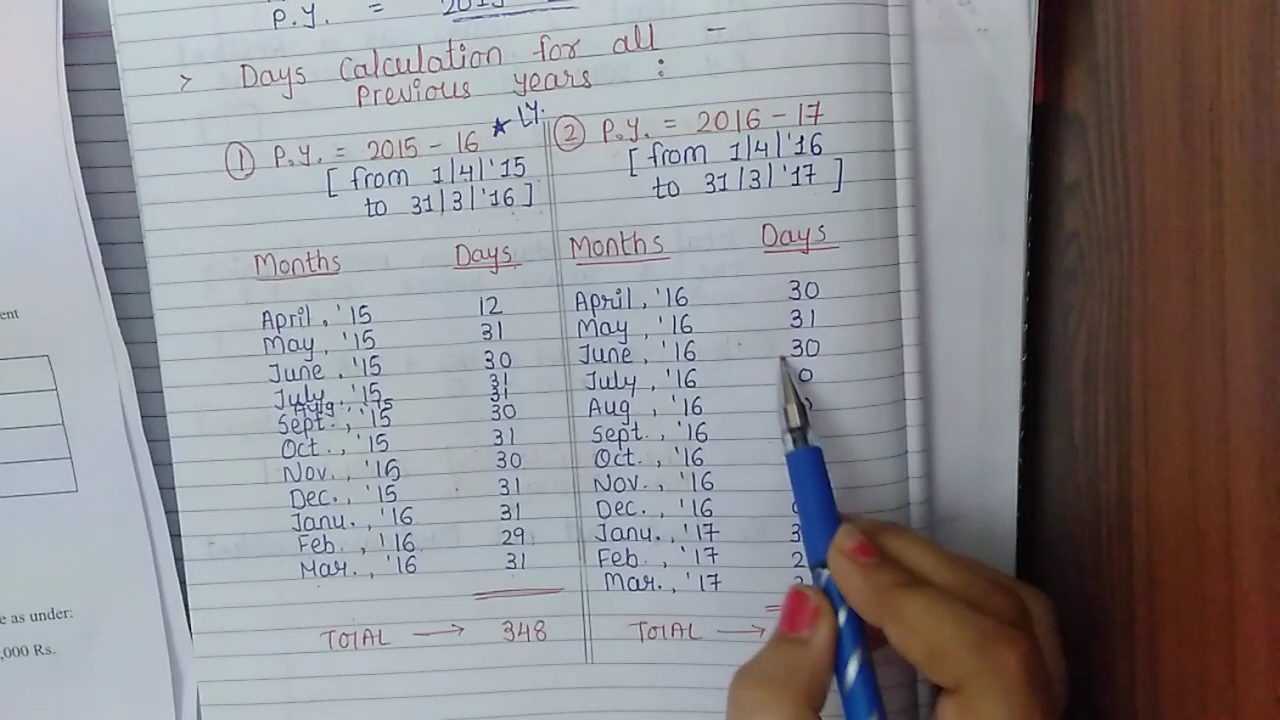 P.Y. =
> Days Calculation for all -
Previous years :
① P.Y. = 2015 - 16 ★ LY.
[ from 1/4/'15
to 31/3/'16 ]
Months Days
April, '15 12
May, '15 31
June, '15 30
July, '15 31
Aug., '15 31
Sept., '15 30
Oct., '15 31
Nov., '15 30
Dec., '15 31
Janu., '16 31
Feb., '16 29
Mar., '16 31
TOTAL → 348
② P.Y. = 2016 - 17
[ from 1/4/'16
to 31/3/'17 ]
Months Days
April, '16 30
May, '16 31
June, '16 30
July, '16
Aug, '16
Sept., '16
Oct., '16
Nov., '16
Dec., '16
Janu., '17
Feb., '17
Mar., '17
TOTAL →
ent
e as under:
,000 Rs.